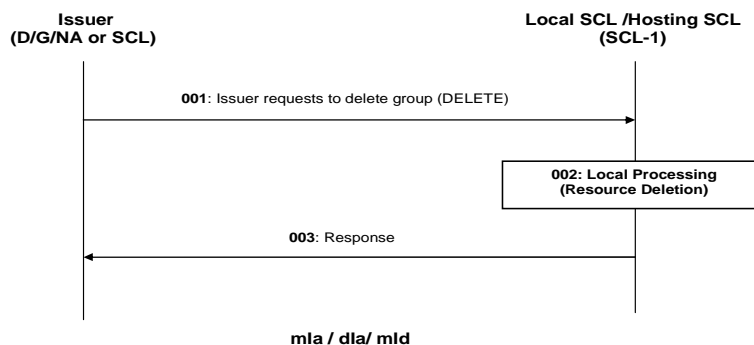 Issuer
(D/G/NA or SCL)
Local SCL /Hosting SCL
(SCL-1)
001: Issuer requests to delete group (DELETE)
002: Local Processing
(Resource Deletion)
003: Response
mIa / dIa/ mId